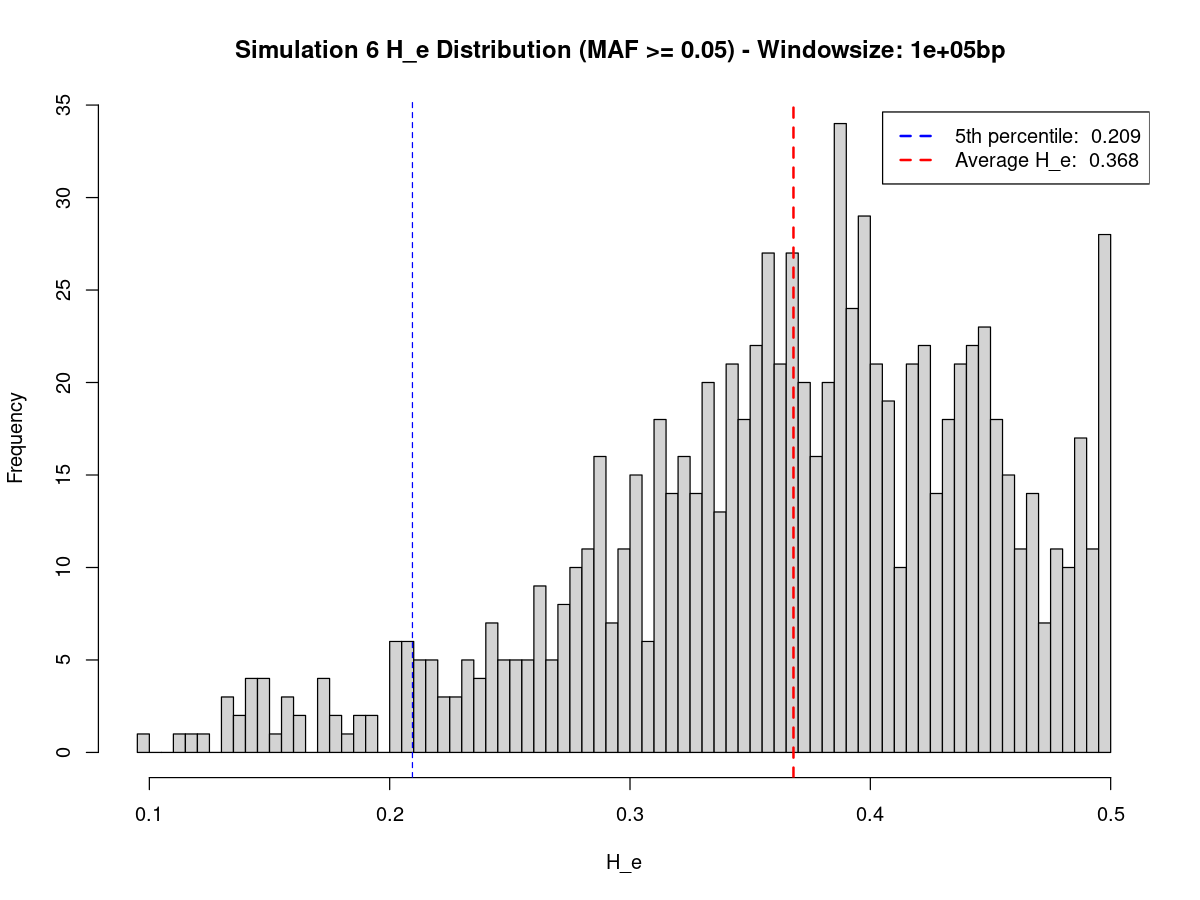 Simulation 6 H_e Distribution (MAF >= 0.05) - Windowsize: 1e+05bp
5th percentile:  0.209
Average H_e:  0.368
Frequency
35
30
25
20
15
10
5
0
0.1 0.2 0.3 0.4 0.5
H_e